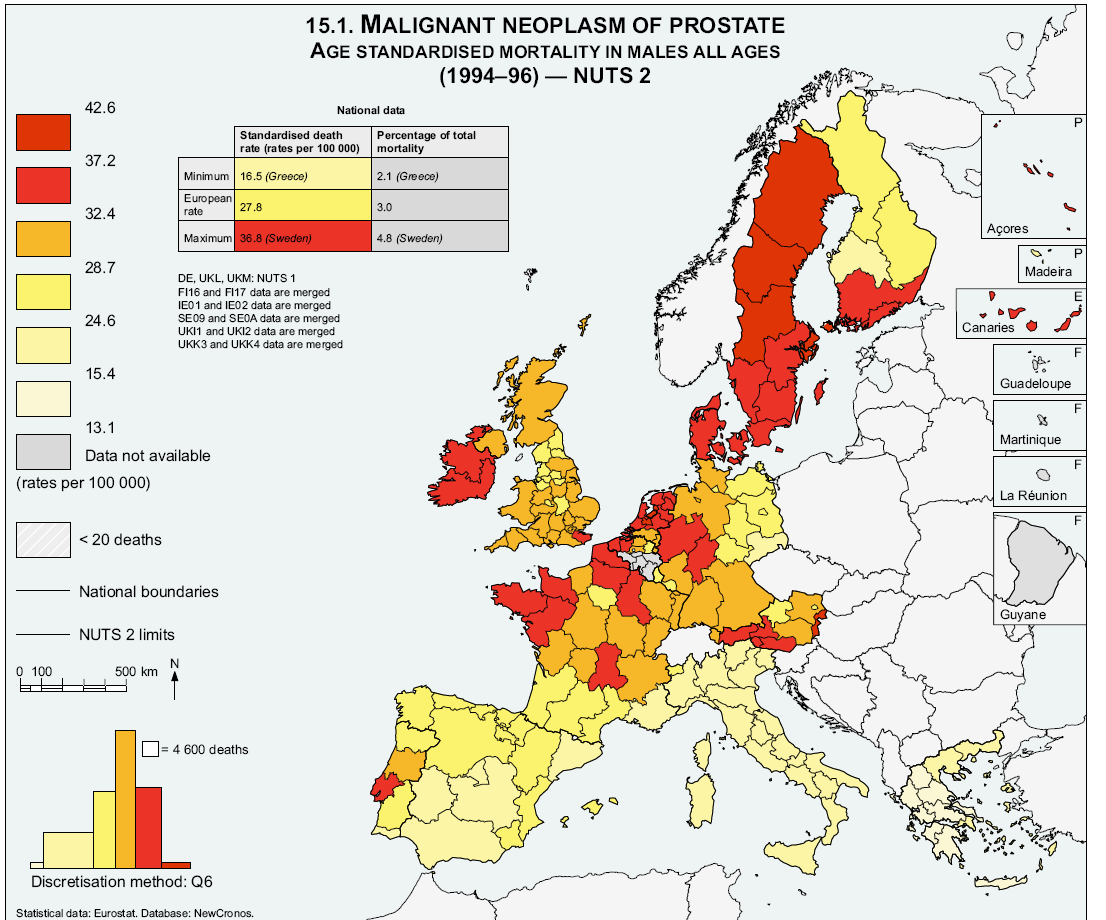 15.1. MALIGNANT NEOPLASM OF PROSTATE
AGE STANDARDISED MORTALITY IN MALES ALL AGES
(1994–96) — NUTS 2
42.6
37.2
32.4
28.7
24.6
15.4
13.1
Data not available
(rates per 100 000)
< 20 deaths
National boundaries
NUTS 2 limits
0 100 500 km
N
National data
Standardised death
rate (rates per 100 000)
Percentage of total
mortality
Minimum 16.5 (Greece) 2.1 (Greece)
European
rate
27.8 3.0
Maximum 36.8 (Sweden) 4.8 (Sweden)
DE, UKL, UKM: NUTS 1
FI16 and FI17 data are merged
IE01 and IE02 data are merged
SE09 and SE0A data are merged
UKI1 and UKI2 data are merged
UKK3 and UKK4 data are merged
P
Açores
P
Madeira
E
Canaries
F
Guadeloupe
F
Martinique
F
La Réunion
F
Guyane
= 4 600 deaths
Discretisation method: Q6
Statistical data: Eurostat. Database: NewCronos.